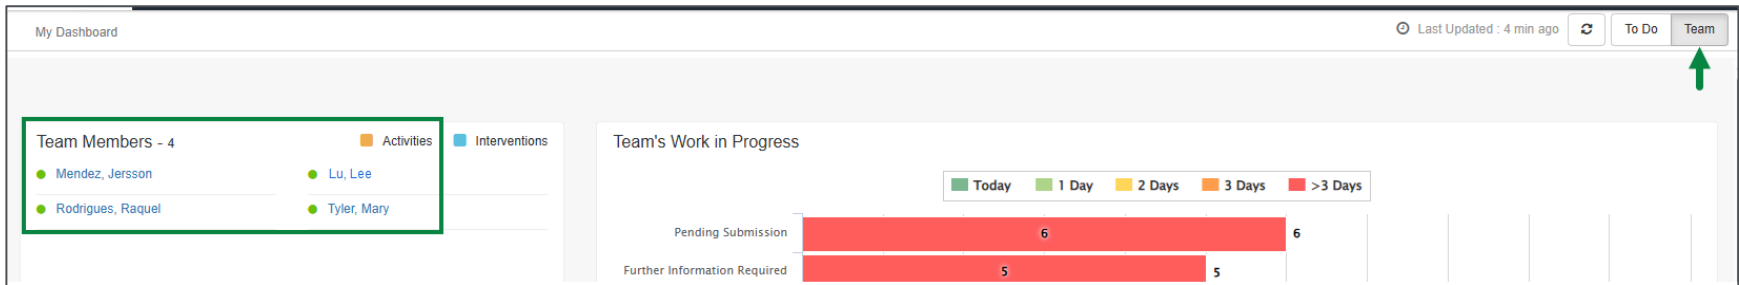 My Dashboard
Last Updated : 4 min ago
To Do
Team
Team Members - 4
Activities
Interventions
Mendez, Jersson
Lu, Lee
Rodrigues, Raquel
Tyler, Mary
Team's Work in Progress
Today
1 Day
2 Days
3 Days
>3 Days
Pending Submission
6
6
Further Information Required
5
5